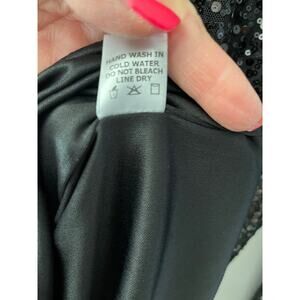 HAND WASH IN
COLD WATER
DO NOT BLEACH
LINE DRY